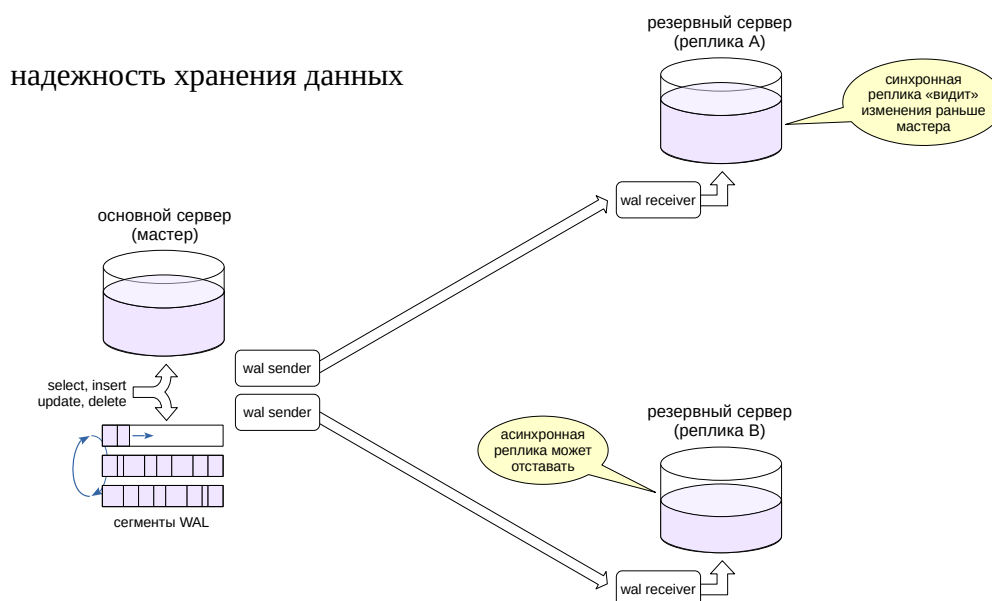 надежность хранения данных
резервный сервер
(реплика A)
синхронная
реплика «видит»
изменения раньше
мастера
wal receiver
основной сервер
(мастер)
wal sender
select, insert
update, delete
wal sender
сегменты WAL
резервный сервер
(реплика B)
асинхронная
реплика может
отставать
wal receiver